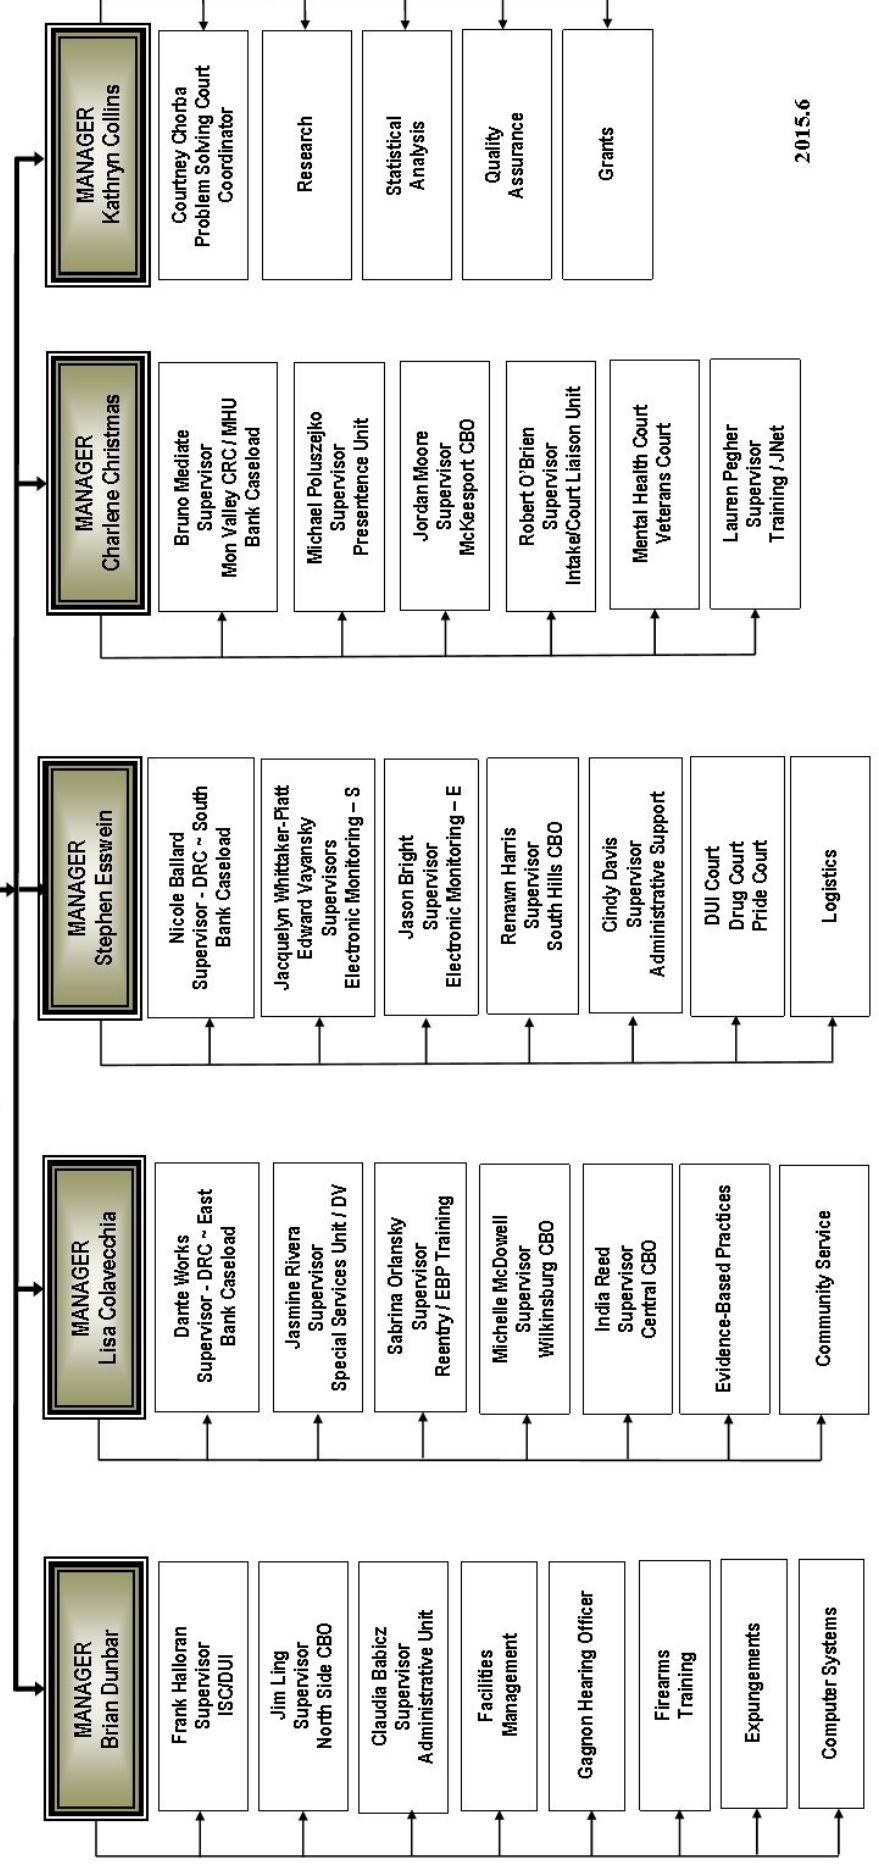 MANAGER
Brian Dunbar
Frank Halloran
Supervisor
ISC/DUI
Jim Ling
Supervisor
North Side CBO
Claudia Babicz
Supervisor
Administrative Unit
Facilities
Management
Gagnon Hearing Officer
Firearms
Training
Expungements
Computer Systems
MANAGER
Lisa Colavecchia
Dante Works
Supervisor - DRC ~ East
Bank Caseload
Jasmine Rivera
Supervisor
Special Services Unit / DV
Sabrina Orlansky
Supervisor
Reentry / EBP Training
Michelle McDowell
Supervisor
Wilkinsburg CBO
India Reed
Supervisor
Central CBO
Evidence-Based Practices
Community Service
MANAGER
Stephen Esswein
Nicole Ballard
Supervisor - DRC ~ South
Bank Caseload
Jacquelyn Whittaker-Piatt
Edward Vayansky
Supervisors
Electronic Monitoring – S
Jason Bright
Supervisor
Electronic Monitoring – E
Renawn Harris
Supervisor
South Hills CBO
Cindy Davis
Supervisor
Administrative Support
DUI Court
Drug Court
Pride Court
Logistics
MANAGER
Charlene Christmas
Bruno Mediate
Supervisor
Mon Valley CRC / MHU
Bank Caseload
Michael Poluszejko
Supervisor
Presentence Unit
Jordan Moore
Supervisor
McKeesport CBO
Robert O'Brien
Supervisor
Intake/Court Liaison Unit
Mental Health Court
Veterans Court
Lauren Pegher
Supervisor
Training / JNet
MANAGER
Kathryn Collins
Courtney Chorba
Problem Solving Court
Coordinator
Research
Statistical
Analysis
Quality
Assurance
Grants
2015.6